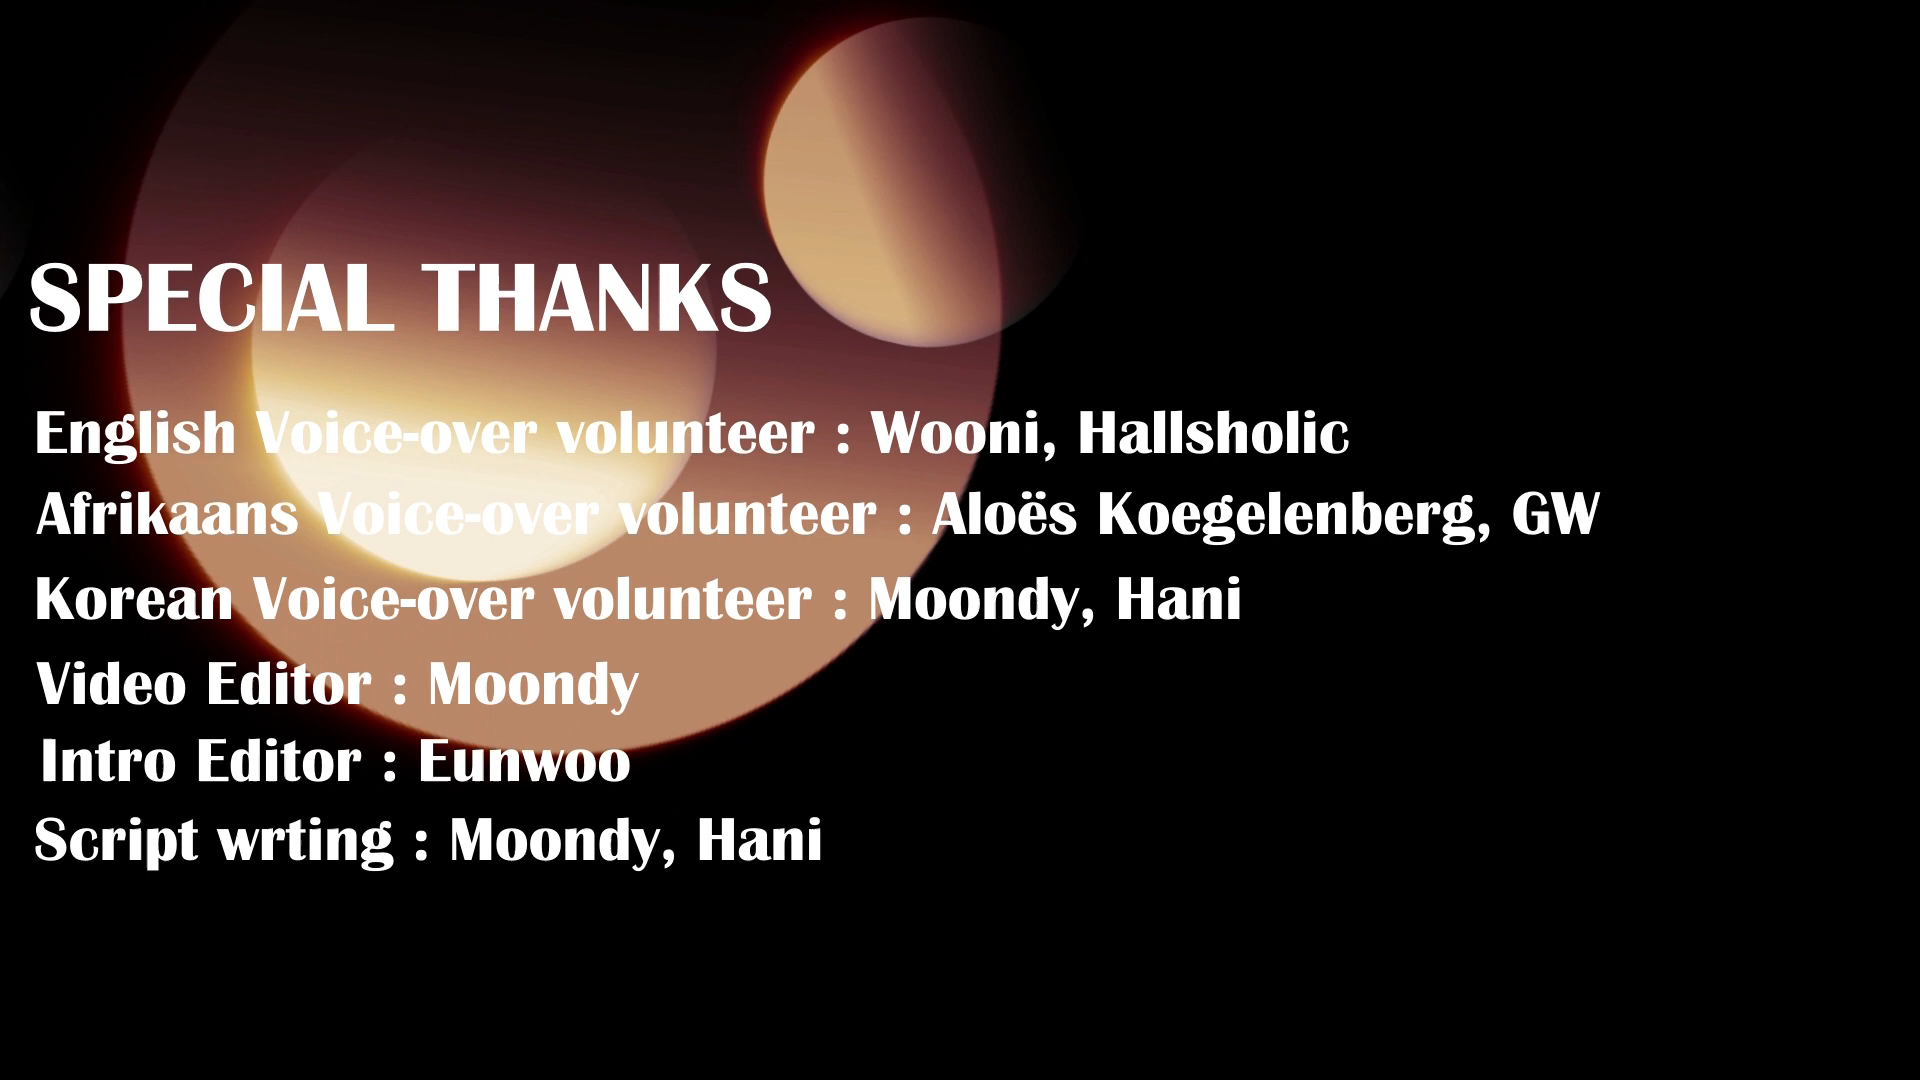 SPECIAL THANKS
English Voice-over volunteer : Wooni, Hallsholic
Afrikaans Voice-over volunteer : Aloës Koegelenberg, GW
Korean Voice-over volunteer : Moondy, Hani
Video Editor : Moondy
Intro Editor : Eunwoo
Script wrting : Moondy, Hani